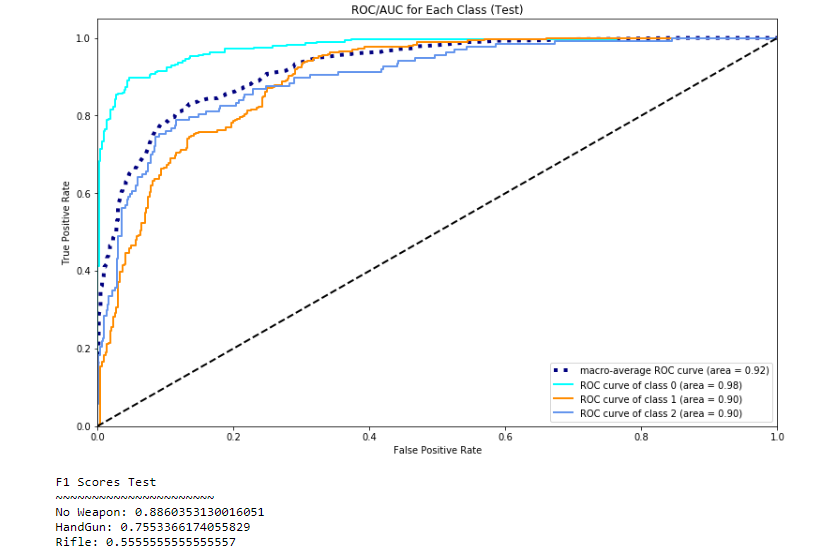 ROC/AUC for Each Class (Test)
1.0
0.8
0.6
0.4
0.2
0.0
True Positive Rate
macro-average ROC curve (area = 0.92)
ROC curve of class 0 (area = 0.98)
ROC curve of class 1 (area = 0.90)
ROC curve of class 2 (area = 0.90)
0.0 0.2 0.4 0.6 0.8 1.0
False Positive Rate
F1 Scores Test
~~~~~~~~~~~~~~~~~~~~~~
No Weapon: 0.8860353130016051
HandGun: 0.7553366174055829
Rifle: 0.5555555555555557